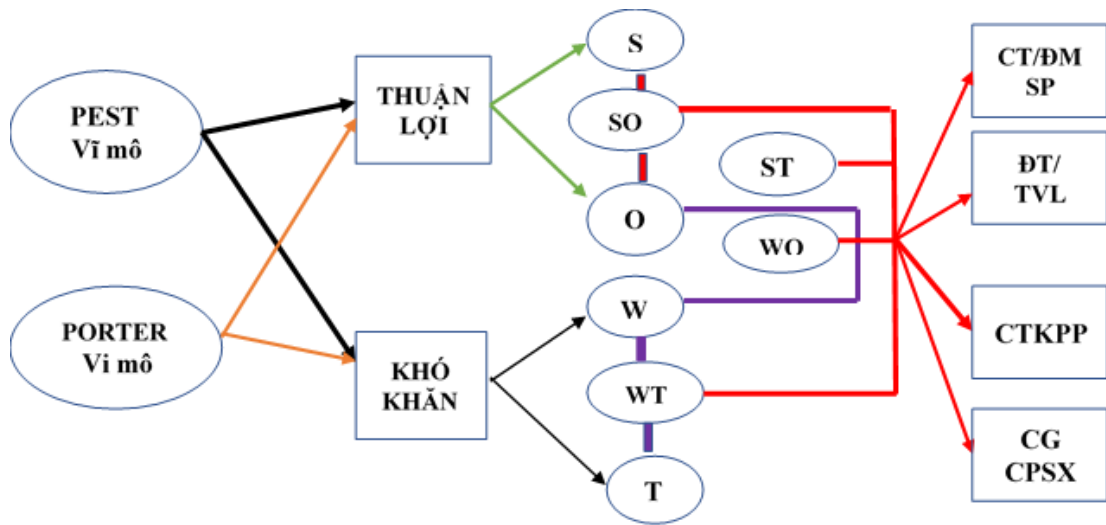 PEST
Vĩ mô
PORTER
Vi mô
THUẬN
LỢI
KHÓ
KHĂN
S
SO
O
ST
WO
W
WT
T
CT/ĐM
SP
ĐT/
TVL
CTKPP
CG
CPSX